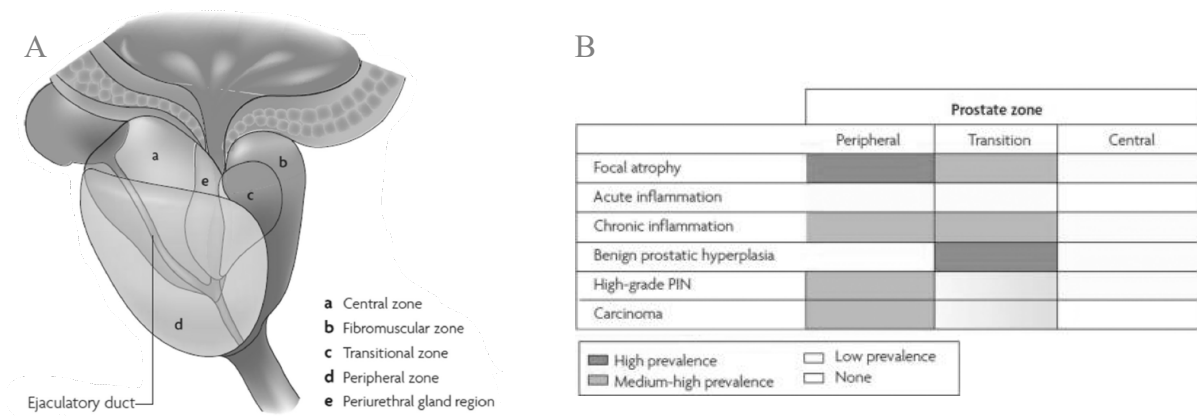 A
a
b
e
c
d
a Central zone
b Fibromuscular zone
c Transitional zone
d Peripheral zone
e Periurethral gland region
Ejaculatory duct
B
Prostate zone
Peripheral Transition Central
Focal atrophy
Acute inflammation
Chronic inflammation
Benign prostatic hyperplasia
High-grade PIN
Carcinoma
High prevalence Low prevalence
Medium-high prevalence None